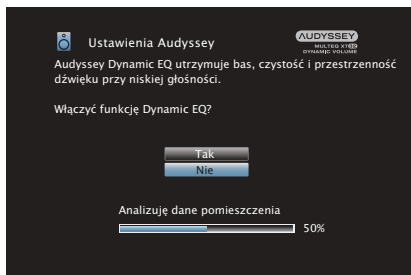 Ustawienia Audyssey
AUDYSSEY
MULTEQ XT32
DYNAMIC VOLUME
Audyssey Dynamic EQ utrzymuje bas, czystość i przestrzenność
dźwięku przy niskiej głośności.
Włączyć funkcję Dynamic EQ?
Tak
Nie
Analizuję dane pomieszczenia
50%